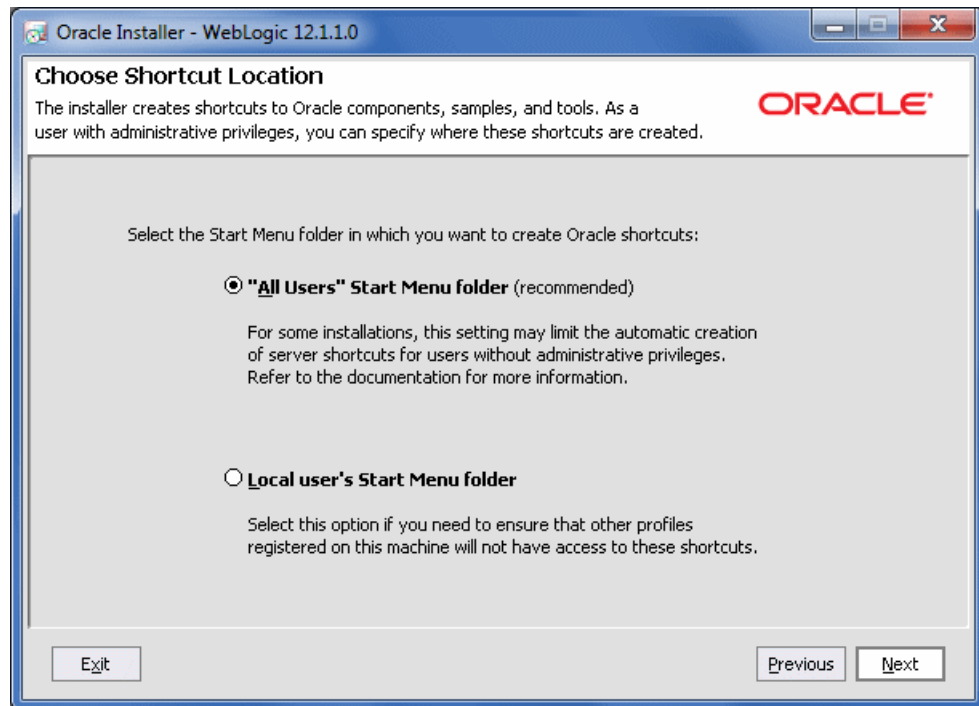 Oracle Installer - WebLogic 12.1.1.0
Choose Shortcut Location
The installer creates shortcuts to Oracle components, samples, and tools. As a
user with administrative privileges, you can specify where these shortcuts are created.
ORACLE
Select the Start Menu folder in which you want to create Oracle shortcuts:
"All Users" Start Menu folder (recommended)
For some installations, this setting may limit the automatic creation
of server shortcuts for users without administrative privileges.
Refer to the documentation for more information.
Local user's Start Menu folder
Select this option if you need to ensure that other profiles
registered on this machine will not have access to these shortcuts.
Exit
Previous
Next